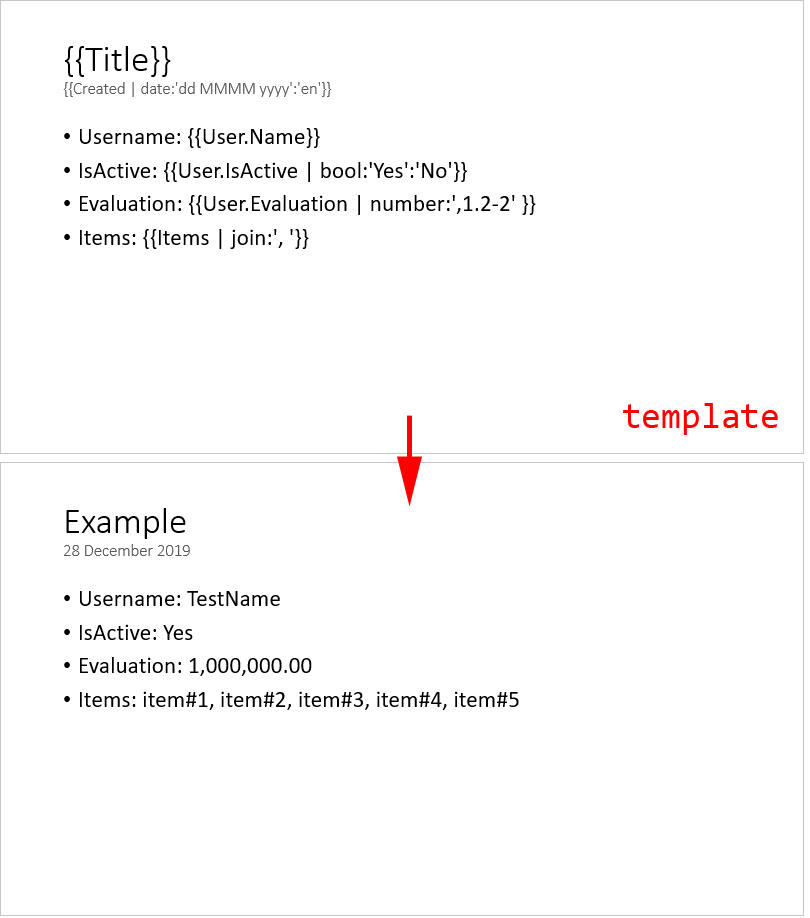 {{Title}}
{{Created | date:'dd MMMM yyyy':'en'}}
• Username: {{User.Name}}
• IsActive: {{User.IsActive | bool:'Yes':'No'}}
• Evaluation: {{User.Evaluation | number:',1.2-2' }}
• Items: {{Items | join:', '}}
template
Example
28 December 2019
• Username: TestName
• IsActive: Yes
• Evaluation: 1,000,000.00
• Items: item#1, item#2, item#3, item#4, item#5